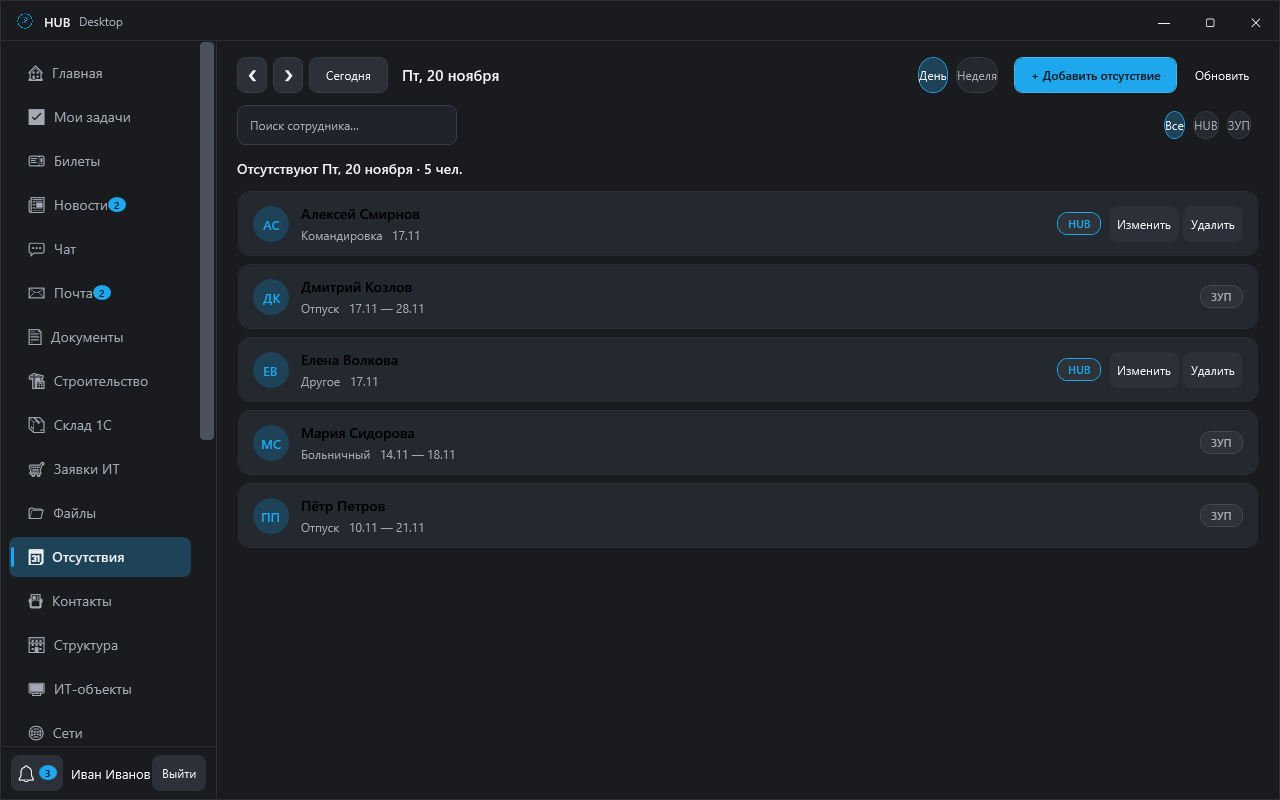 HUB Desktop
Главная
Мои задачи
Билеты
Новости 2
Чат
Почта 2
Документы
Строительство
Склад 1С
Заявки ИТ
Файлы
31 Отсутствия
Контакты
Структура
ИТ-объекты
Сети
3 Иван Иванов Выйти
Сегодня Пт, 20 ноября День Неделя + Добавить отсутствие Обновить
Поиск сотрудника... Все HUB ЗУП
Отсутствуют Пт, 20 ноября · 5 чел.
АС Алексей Смирнов
Командировка 17.11
HUB Изменить Удалить
ДК Дмитрий Козлов
Отпуск 17.11 — 28.11
ЗУП
ЕВ Елена Волкова
Другое 17.11
HUB Изменить Удалить
МС Мария Сидорова
Больничный 14.11 — 18.11
ЗУП
ПП Пётр Петров
Отпуск 10.11 — 21.11
ЗУП